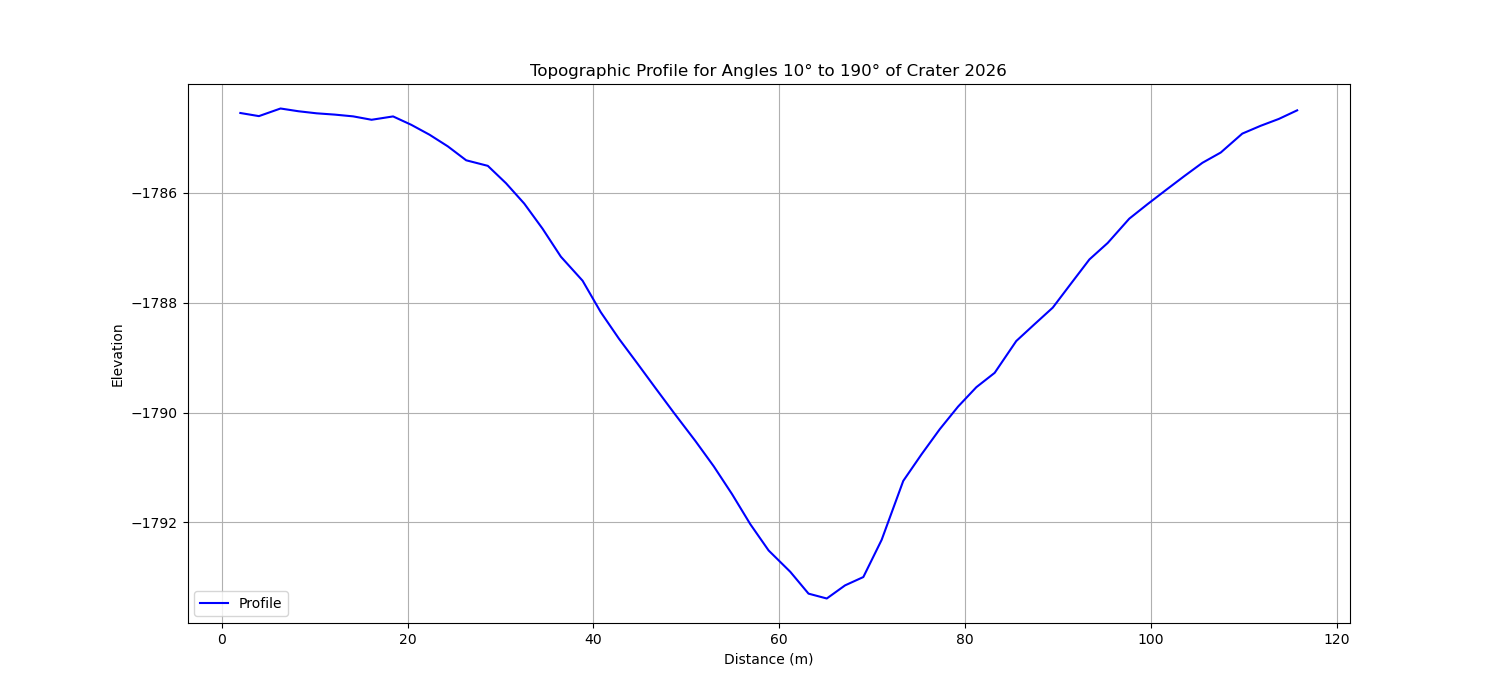 Topographic Profile for Angles 10° to 190° of Crater 2026
−1786
−1788
−1790
−1792
Elevation
Profile
0
20
40
60
80
100
120
Distance (m)